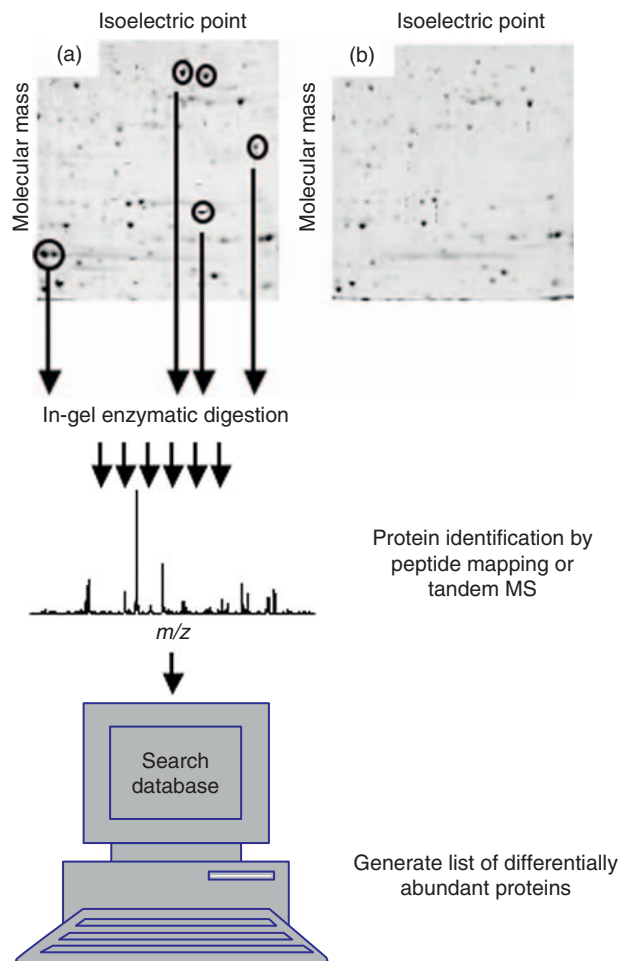 Isoelectric point
Isoelectric point
(a)
(b)
Molecular mass
Molecular mass
In-gel enzymatic digestion
Protein identification by
peptide mapping or
tandem MS
m/z
Search
database
Generate list of differentially
abundant proteins